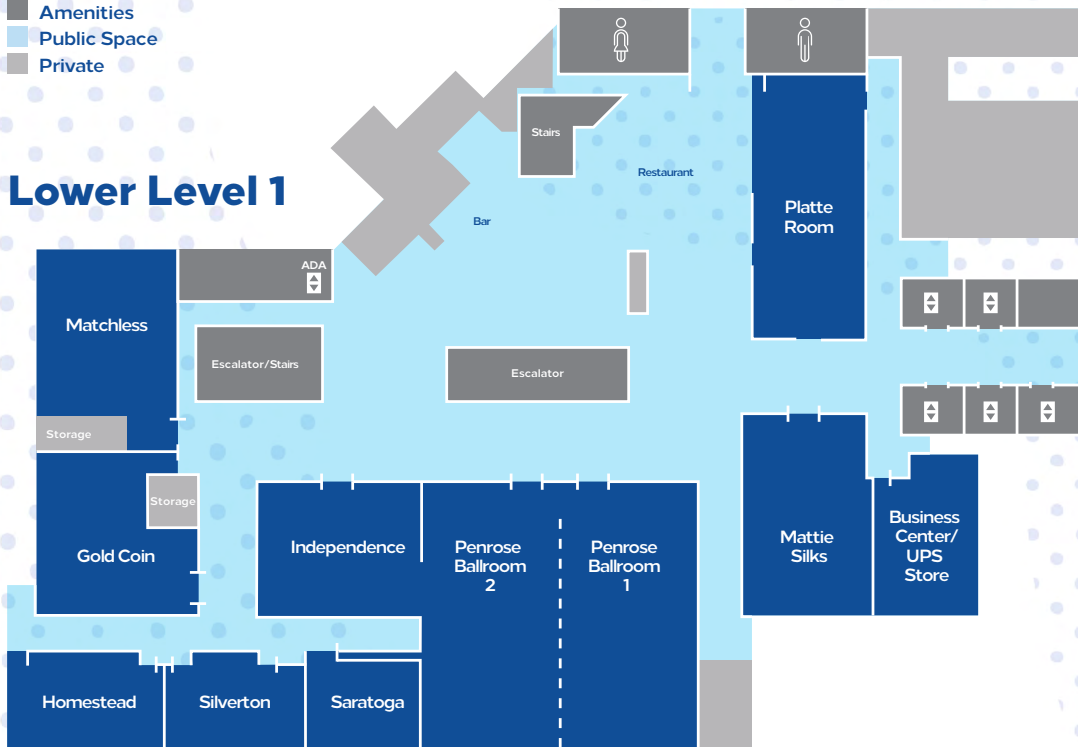 Amenities
Public Space
Private
Lower Level 1
Stairs
Restaurant
Bar
Platte
Room
ADA
Matchless
Escalator/Stairs
Escalator
Storage
Storage
Gold Coin
Independence
Penrose
Ballroom
2
Penrose
Ballroom
1
Mattie
Silks
Business
Center/
UPS
Store
Homestead
Silverton
Saratoga